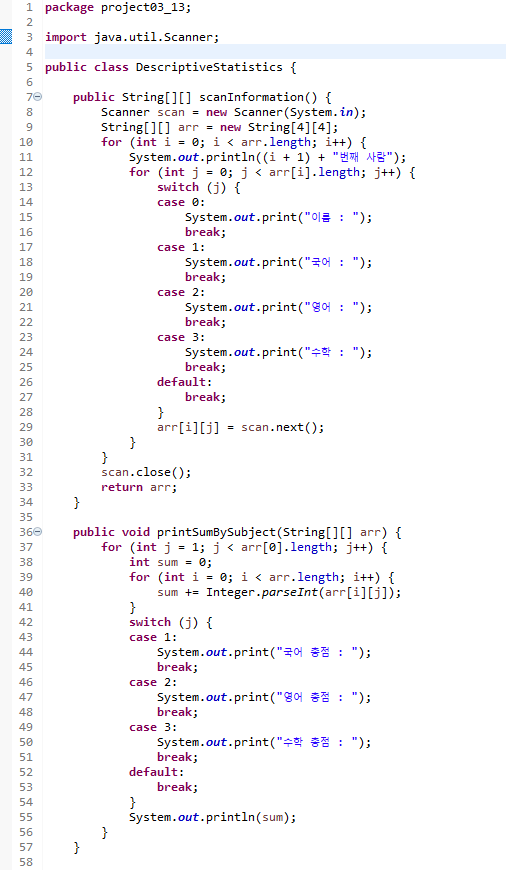 1 package project03_13;
2
3 import java.util.Scanner;
4
5 public class DescriptiveStatistics {
6
7 public String[][] scanInformation() {
8 Scanner scan = new Scanner(System.in);
9 String[][] arr = new String[4][4];
10 for (int i = 0; i < arr.length; i++) {
11 System.out.println((i + 1) + "번째 사람");
12 for (int j = 0; j < arr[i].length; j++) {
13 switch (j) {
14 case 0:
15 System.out.print("이름 : ");
16 break;
17 case 1:
18 System.out.print("국어 : ");
19 break;
20 case 2:
21 System.out.print("영어 : ");
22 break;
23 case 3:
24 System.out.print("수학 : ");
25 break;
26 default:
27 break;
28 }
29 arr[i][j] = scan.next();
30 }
31 }
32 scan.close();
33 return arr;
34 }
35
36 public void printSumBySubject(String[][] arr) {
37 for (int j = 1; j < arr[0].length; j++) {
38 int sum = 0;
39 for (int i = 0; i < arr.length; i++) {
40 sum += Integer.parseInt(arr[i][j]);
41 }
42 switch (j) {
43 case 1:
44 System.out.print("국어 총점 : ");
45 break;
46 case 2:
47 System.out.print("영어 총점 : ");
48 break;
49 case 3:
50 System.out.print("수학 총점 : ");
51 break;
52 default:
53 break;
54 }
55 System.out.println(sum);
56 }
57 }
58